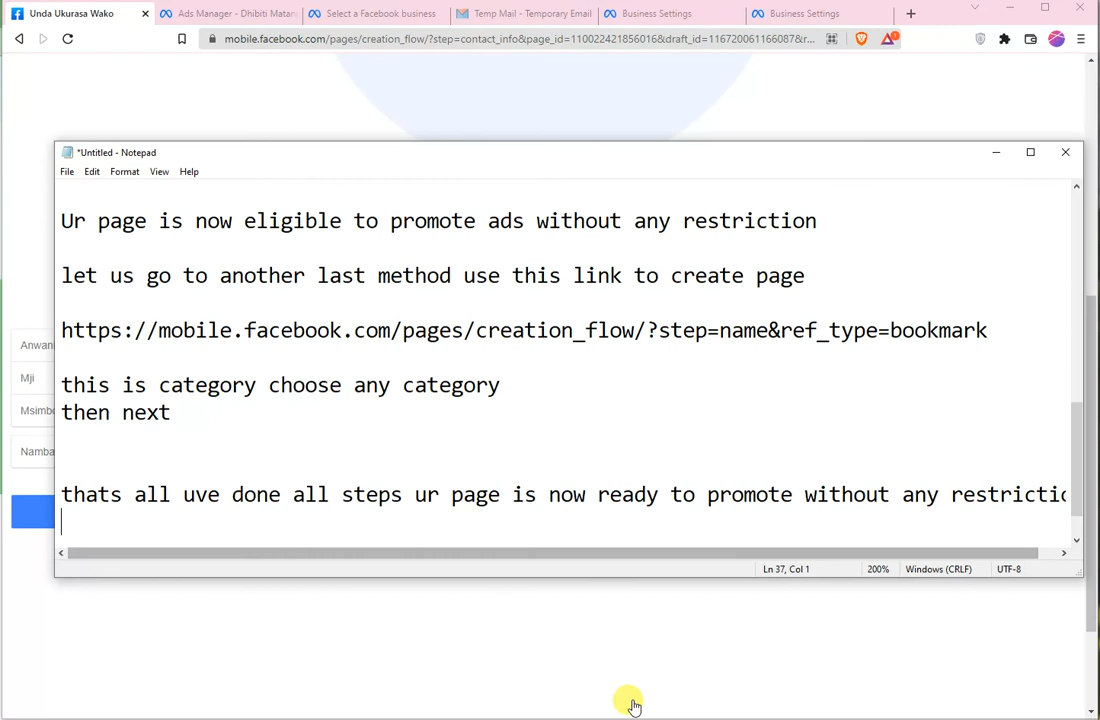 Unda Ukurasa Wako
Ads Manager - Dhibiti Matan
Select a Facebook business
Temp Mail - Temporary Email
Business Settings
Business Settings
mobile.facebook.com/pages/creation_flow/?step=contact_info&page_id=110022421856016&draft_id=116720061166087&r...
*Untitled - Notepad
File Edit Format View Help
Ur page is now eligible to promote ads without any restriction
let us go to another last method use this link to create page
https://mobile.facebook.com/pages/creation_flow/?step=name&ref_type=bookmark
this is category choose any category
then next
thats all uve done all steps ur page is now ready to promote without any restrictio
Anwan
Mji
Msimbo
Namba
Ln 37, Col 1
200%
Windows (CRLF)
UTF-8